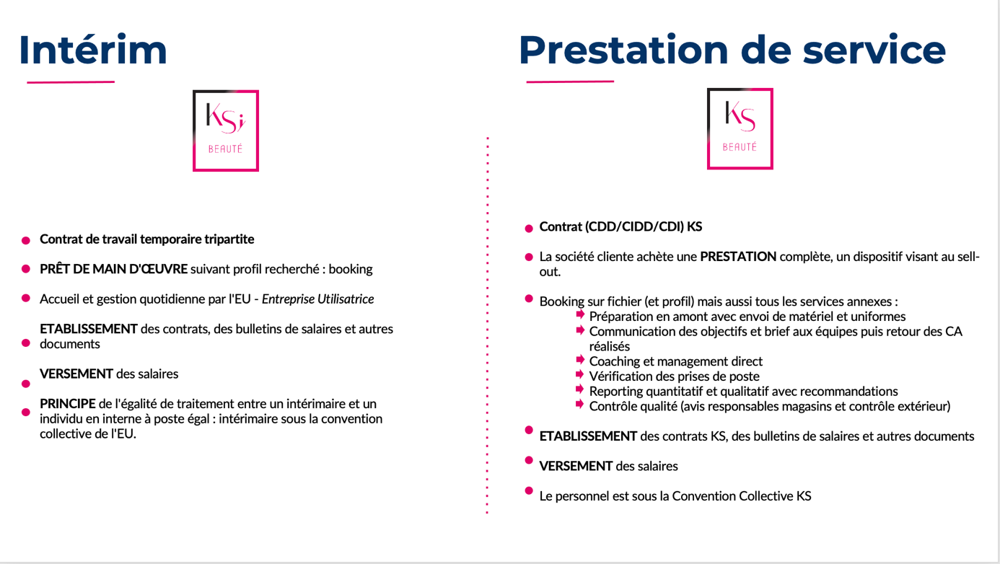 Intérim
KSi
BEAUTÉ
Contrat de travail temporaire tripartite
PRÊT DE MAIN D'ŒUVRE suivant profil recherché : booking
Accueil et gestion quotidienne par l'EU - Entreprise Utilisatrice
ETABLISSEMENT des contrats, des bulletins de salaires et autres
documents
VERSEMENT des salaires
PRINCIPE de l'égalité de traitement entre un intérimaire et un
individu en interne à poste égal : intérimaire sous la convention
collective de l'EU.
Prestation de service
KS
BEAUTÉ
Contrat (CDD/CIDD/CDI) KS
La société cliente achète une PRESTATION complète, un dispositif visant au sell-
out.
Booking sur fichier (et profil) mais aussi tous les services annexes :
Préparation en amont avec envoi de matériel et uniformes
Communication des objectifs et brief aux équipes puis retour des CA
réalisés
Coaching et management direct
Vérification des prises de poste
Reporting quantitatif et qualitatif avec recommandations
Contrôle qualité (avis responsables magasins et contrôle extérieur)
ETABLISSEMENT des contrats KS, des bulletins de salaires et autres documents
VERSEMENT des salaires
Le personnel est sous la Convention Collective KS